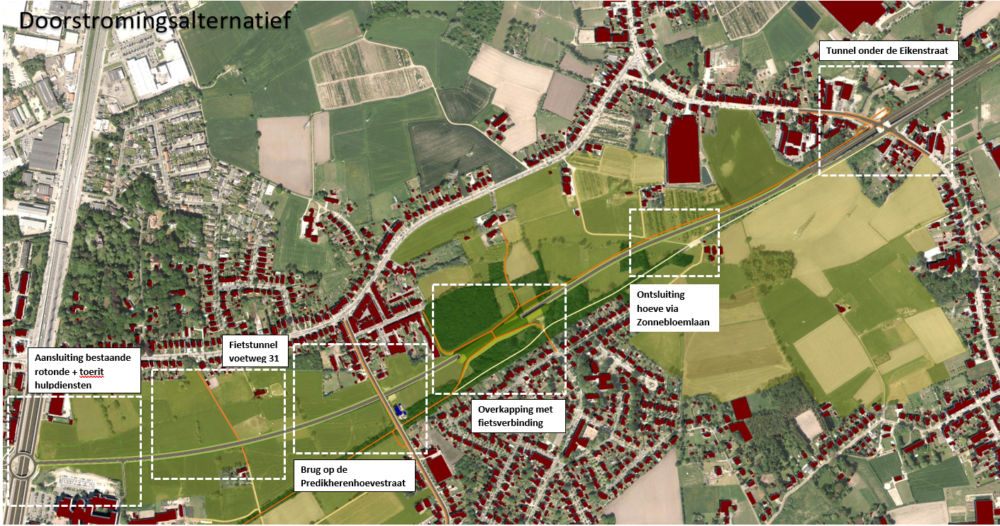 Doorstromingsalternatief
Tunnel onder de Eikenstraat
Ontsluiting
hoeve via
Zonnebloemlaan
Fietstunnel
voetweg 31
Aansluiting bestaande
rotonde + toerit
hulpdiensten
Overkapping met
fietsverbinding
Brug op de
Predikherenhoevestraat